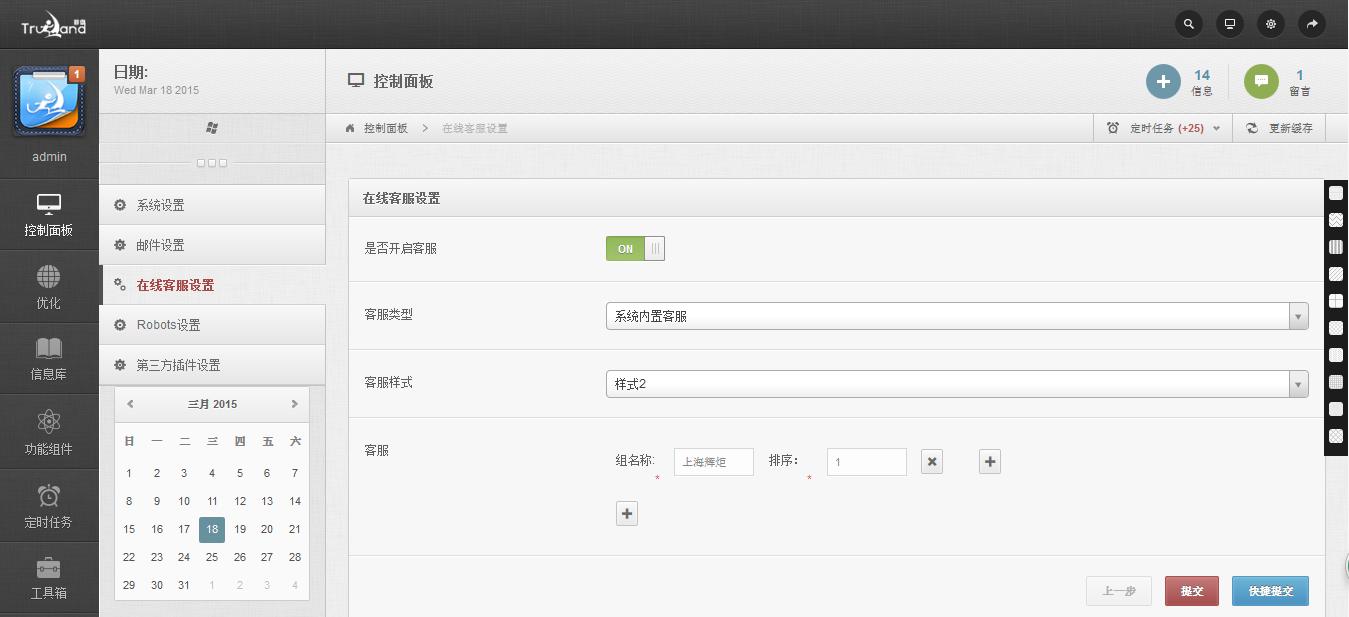 Trueland
1
admin
控制面板
优化
信息库
功能组件
定时任务
工具箱
日期:
Wed Mar 18 2015
系统设置
邮件设置
在线客服设置
Robots设置
第三方插件设置
三月 2015
日 一 二 三 四 五 六
1 2 3 4 5 6 7
8 9 10 11 12 13 14
15 16 17 18 19 20 21
22 23 24 25 26 27 28
29 30 31 1 2 3 4
控制面板
14
信息
1
留言
控制面板 > 在线客服设置
定时任务 (+25)
更新缓存
在线客服设置
是否开启客服
ON
客服类型
系统内置客服
客服样式
样式2
客服
组名称: 上海辉炬 * 排序: 1 *
上一步 提交 快捷提交